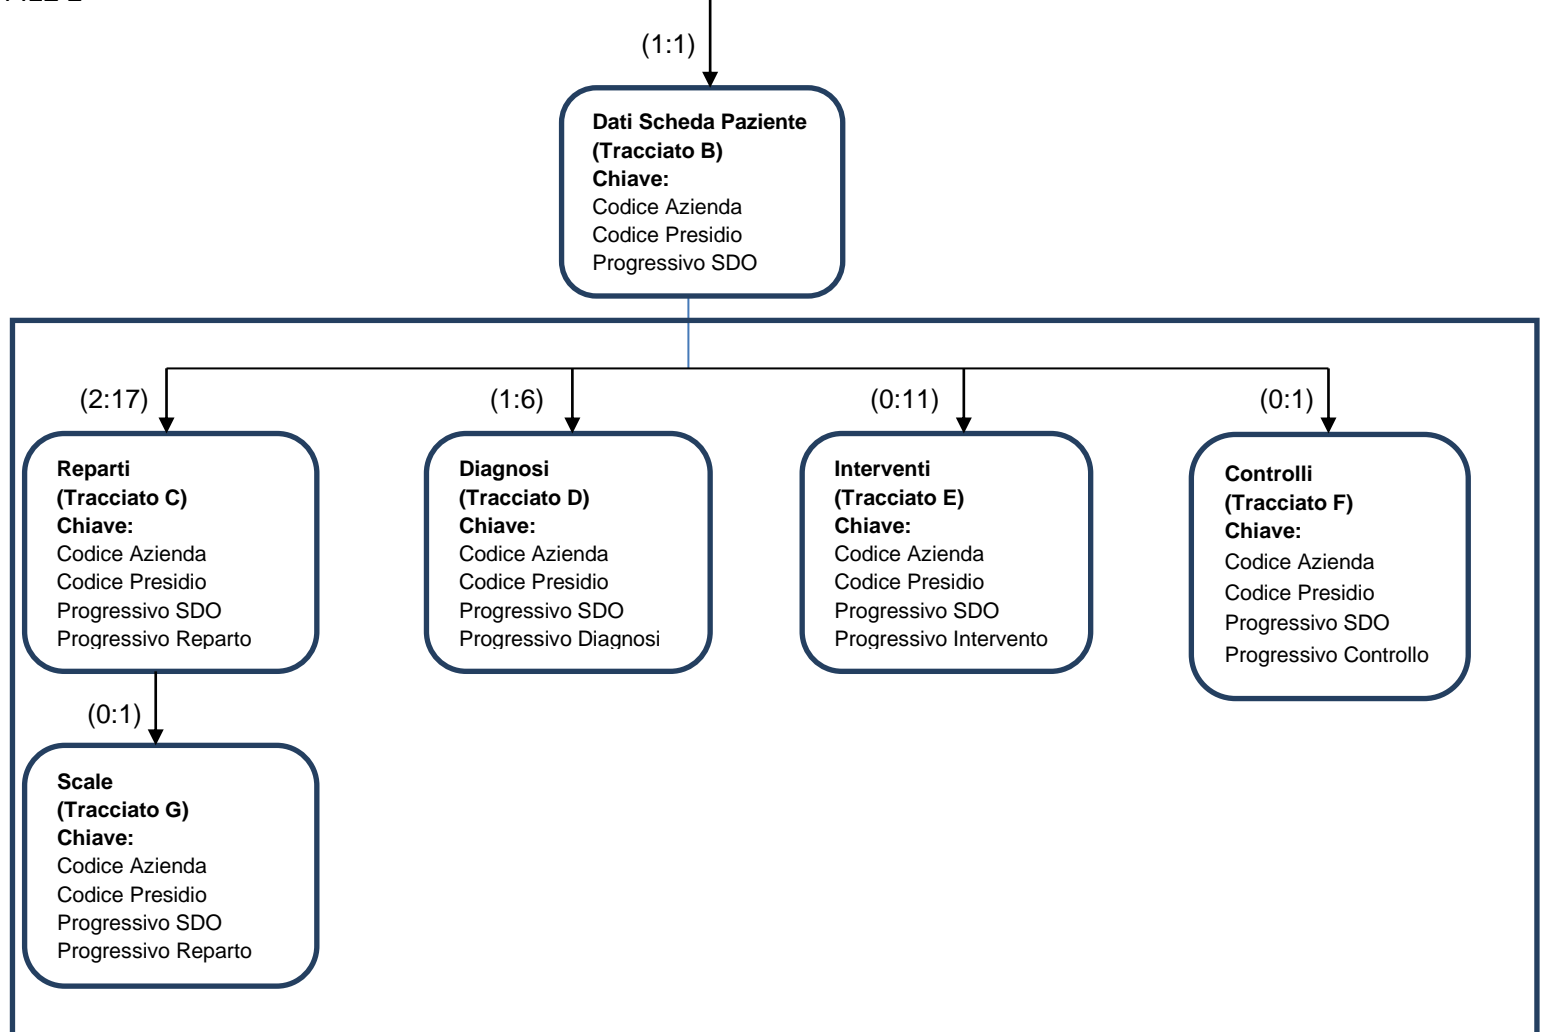 (1:1)
Dati Scheda Paziente
(Tracciato B)
Chiave:
Codice Azienda
Codice Presidio
Progressivo SDO
(2:17)
(1:6)
(0:11)
(0:1)
Reparti
(Tracciato C)
Chiave:
Codice Azienda
Codice Presidio
Progressivo SDO
Progressivo Reparto
Diagnosi
(Tracciato D)
Chiave:
Codice Azienda
Codice Presidio
Progressivo SDO
Progressivo Diagnosi
Interventi
(Tracciato E)
Chiave:
Codice Azienda
Codice Presidio
Progressivo SDO
Progressivo Intervento
Controlli
(Tracciato F)
Chiave:
Codice Azienda
Codice Presidio
Progressivo SDO
Progressivo Controllo
(0:1)
Scale
(Tracciato G)
Chiave:
Codice Azienda
Codice Presidio
Progressivo SDO
Progressivo Reparto